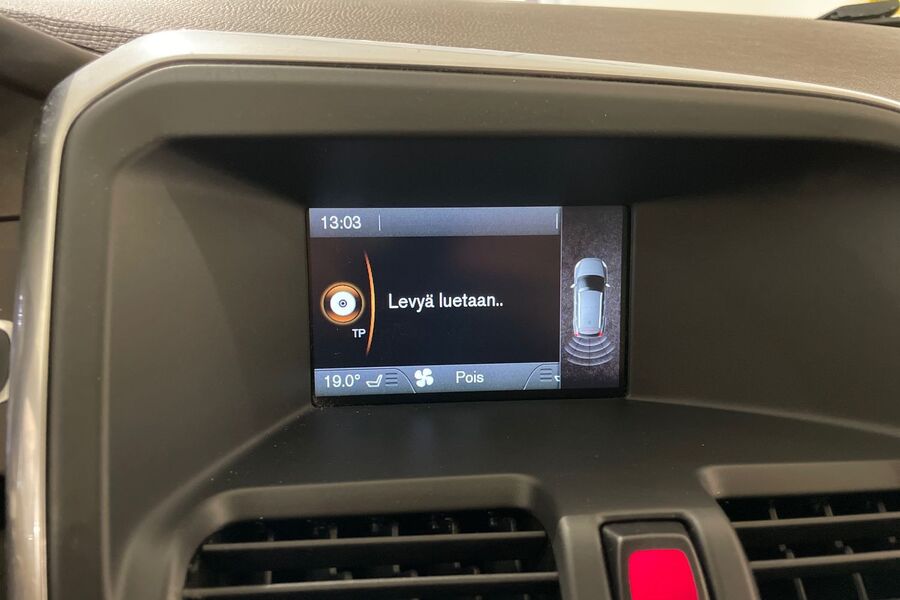 13:03
Levyä luetaan..
TP
19.0°
Pois